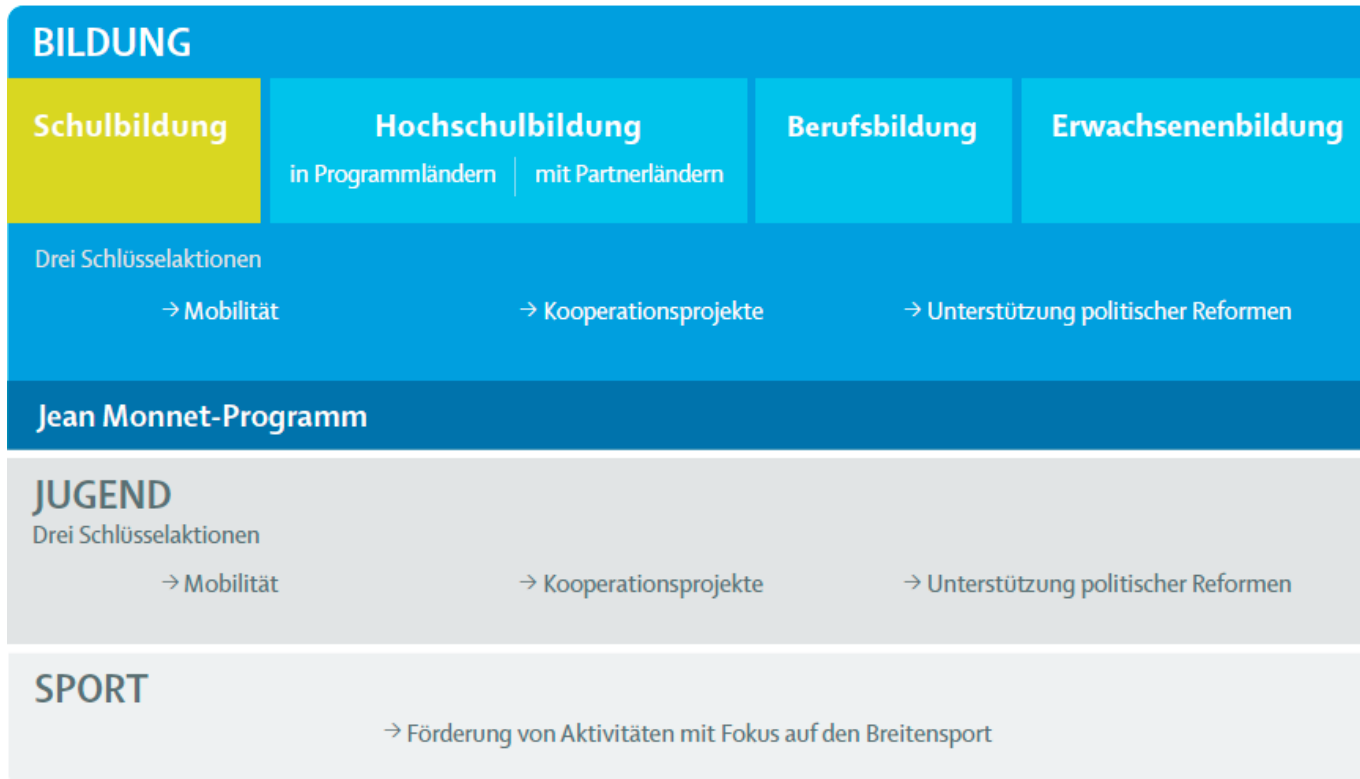 BILDUNG
Schulbildung
Hochschulbildung
in Programmländern | mit Partnerländern
Berufsbildung
Erwachsenenbildung
Drei Schlüsselaktionen
→ Mobilität → Kooperationsprojekte → Unterstützung politischer Reformen
Jean Monnet-Programm
JUGEND
Drei Schlüsselaktionen
→ Mobilität → Kooperationsprojekte → Unterstützung politischer Reformen
SPORT
→ Förderung von Aktivitäten mit Fokus auf den Breitensport